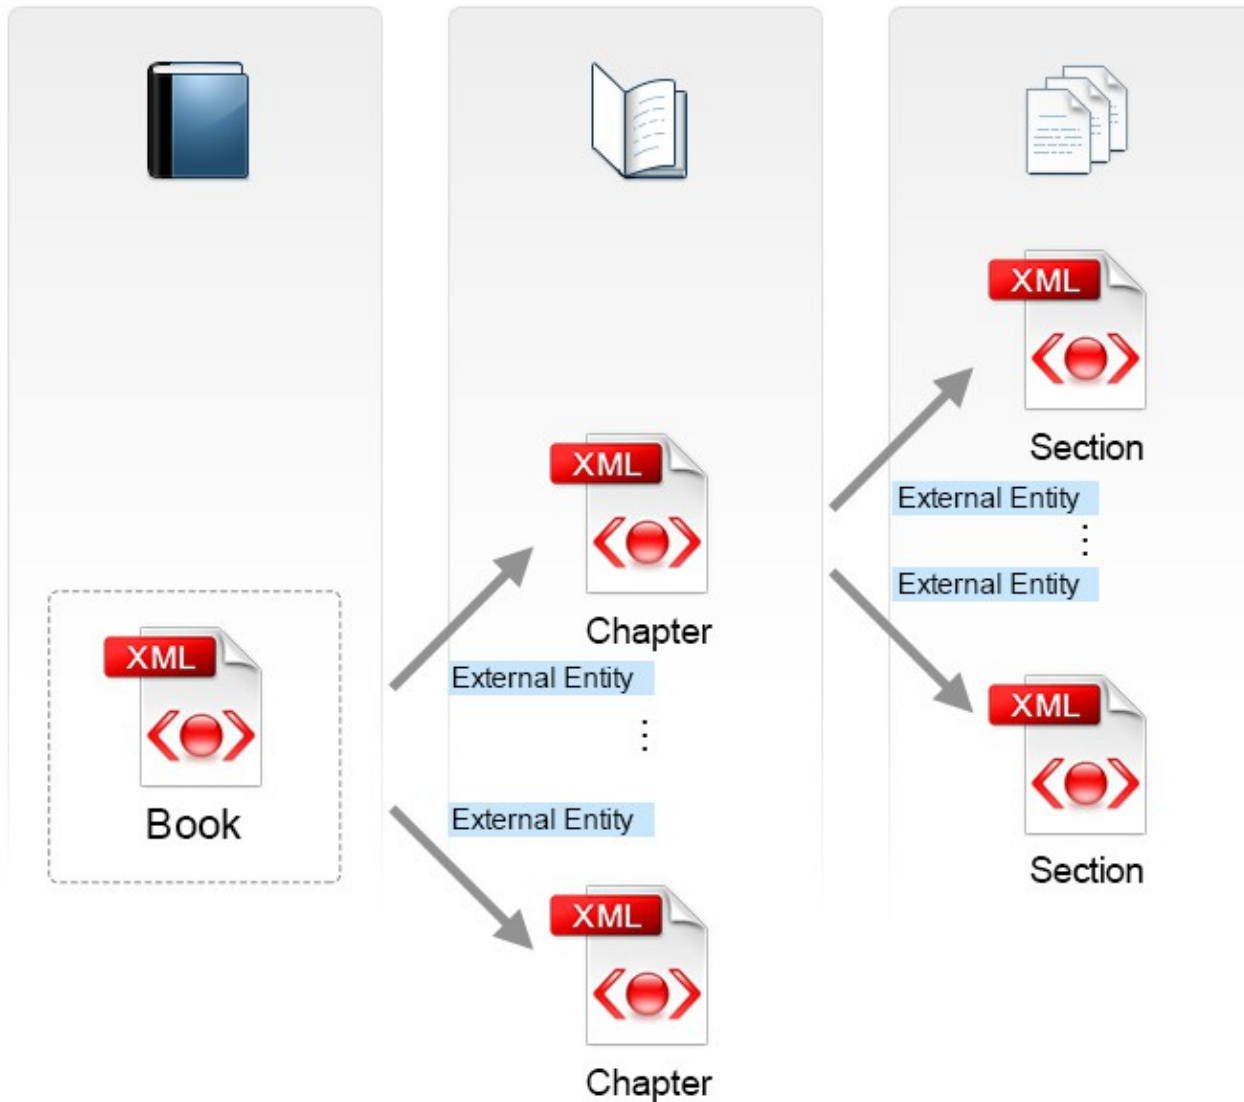 XML
Book
XML
Chapter
External Entity
⋮
External Entity
XML
Chapter
XML
Section
External Entity
⋮
External Entity
XML
Section